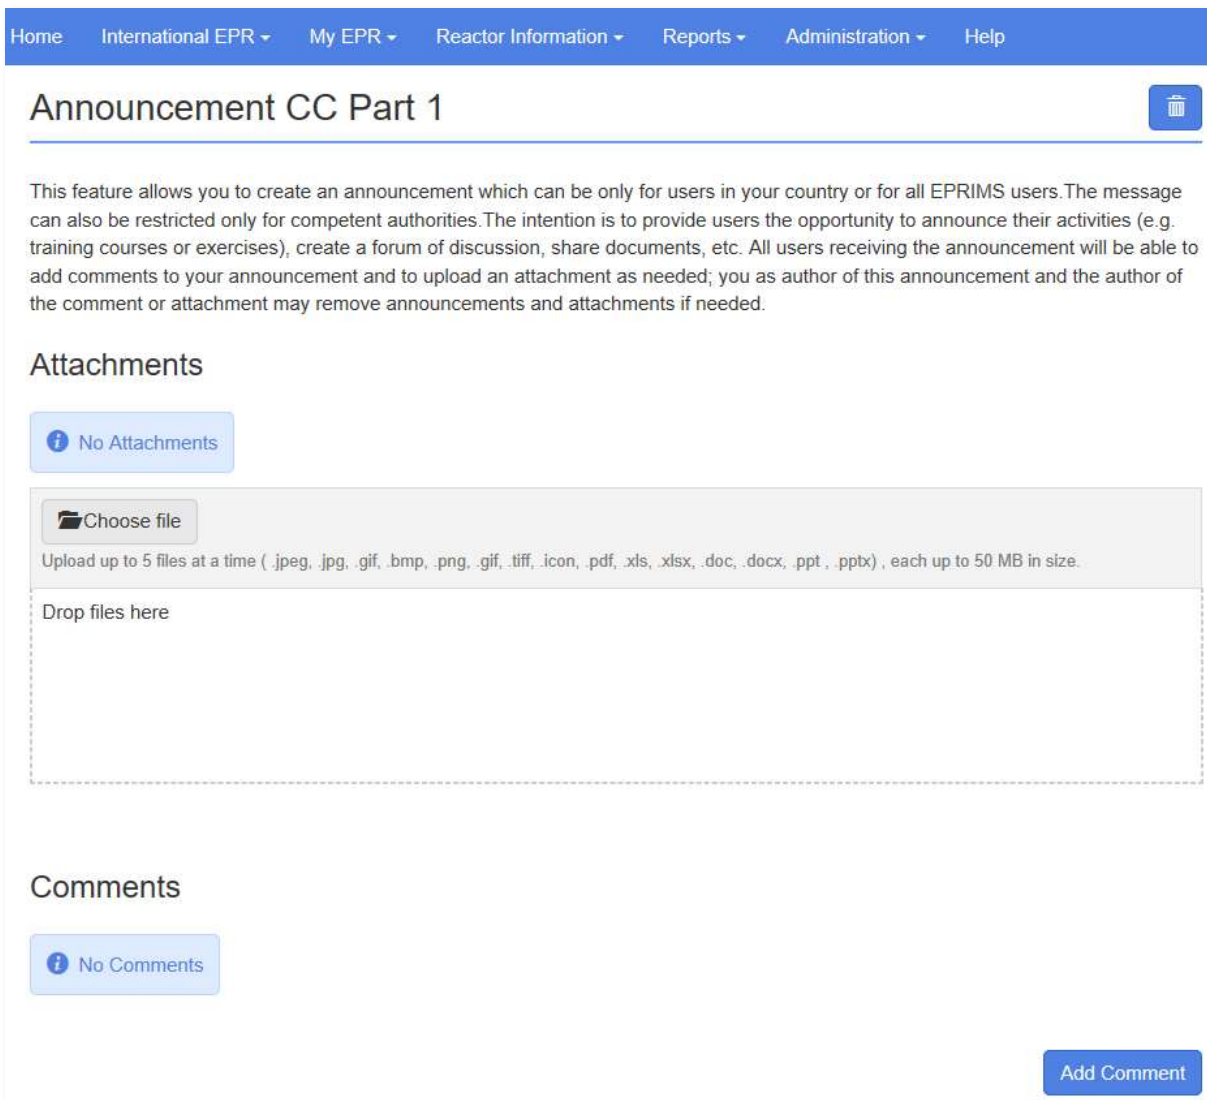 Home International EPR My EPR Reactor Information Reports Administration Help
Announcement CC Part 1
This feature allows you to create an announcement which can be only for users in your country or for all EPRIMS users.The message
can also be restricted only for competent authorities.The intention is to provide users the opportunity to announce their activities (e.g.
training courses or exercises), create a forum of discussion, share documents, etc. All users receiving the announcement will be able to
add comments to your announcement and to upload an attachment as needed; you as author of this announcement and the author of
the comment or attachment may remove announcements and attachments if needed.
Attachments
No Attachments
Choose file
Upload up to 5 files at a time ( .jpeg, .jpg, .gif, .bmp, .png, .gif, .tiff, .icon, .pdf, .xls, .xlsx, .doc, .docx, .ppt , .pptx) , each up to 50 MB in size.
Drop files here
Comments
No Comments
Add Comment